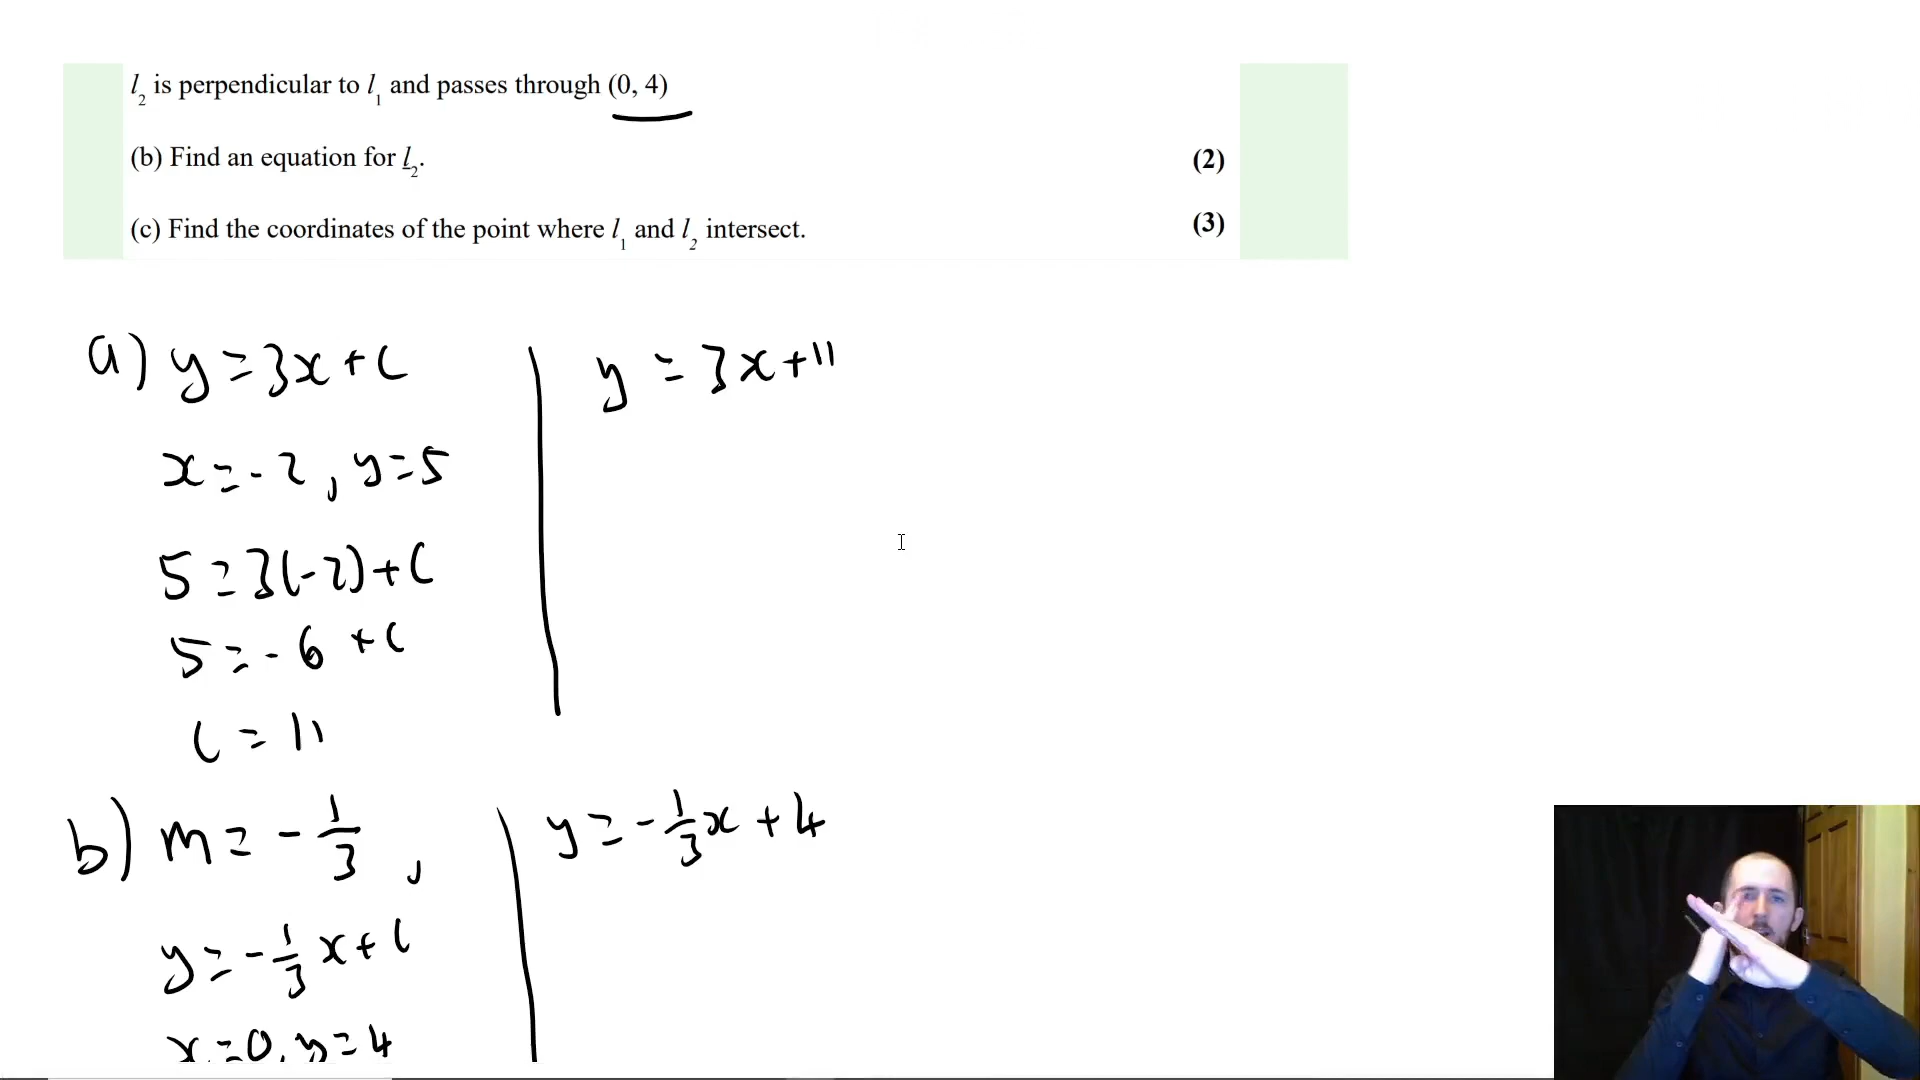 l₂ is perpendicular to l₁ and passes through (0, 4)
(b) Find an equation for l₂. (2)
(c) Find the coordinates of the point where l₁ and l₂ intersect. (3)
a) y = 3x + c
x = -2, y = 5
5 = 3(-2) + c
5 = -6 + c
c = 11
y = 3x + 11
b) m = -1/3,
y = -1/3 x + c
x = 0, y = 4
y = -1/3 x + 4